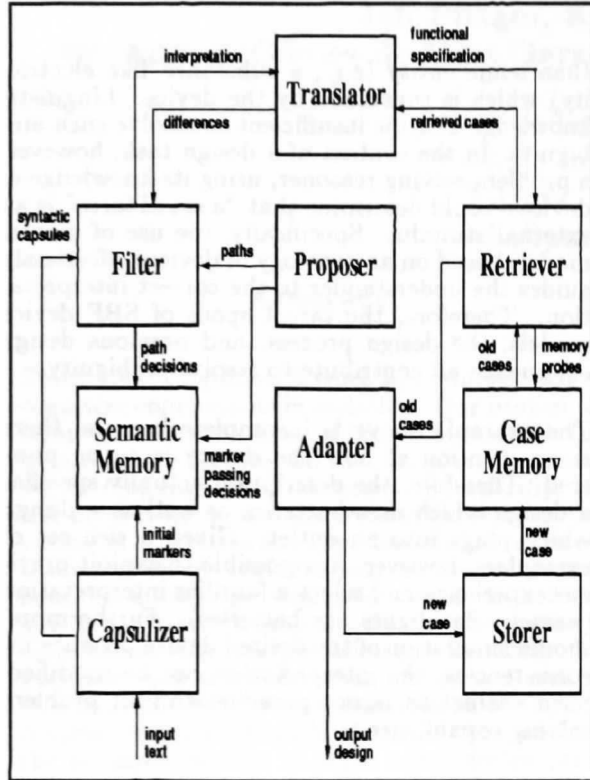 interpretation
functional
specification
Translator
differences
retrieved cases
syntactic
capsules
Filter
paths
Proposer
Retriever
path
decisions
old
cases
memory
probes
Semantic
Memory
marker
passing
decisions
Adapter
old
cases
Case
Memory
initial
markers
new
case
Capsulizer
new
case
Storer
input
text
output
design